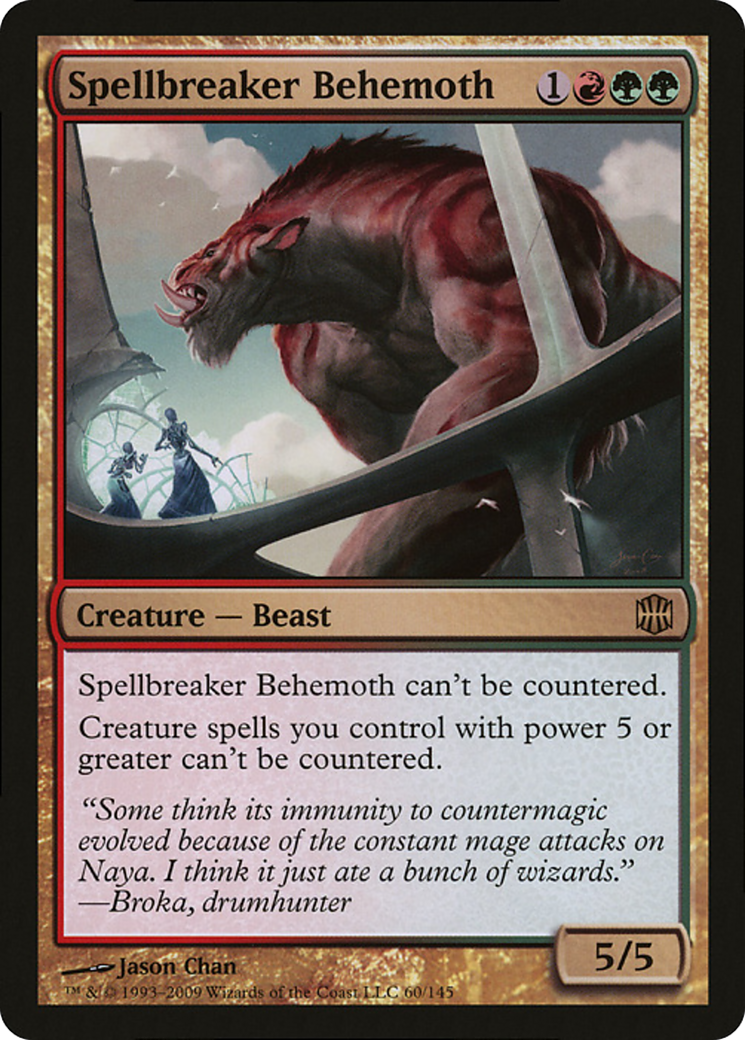 Spellbreaker Behemoth 1
Creature — Beast
Spellbreaker Behemoth can't be countered.
Creature spells you control with power 5 or
greater can't be countered.
“Some think its immunity to countermagic
evolved because of the constant mage attacks on
Naya. I think it just ate a bunch of wizards.”
—Broka, drumhunter
5/5
Jason Chan
™ & © 1993–2009 Wizards of the Coast LLC 60/145